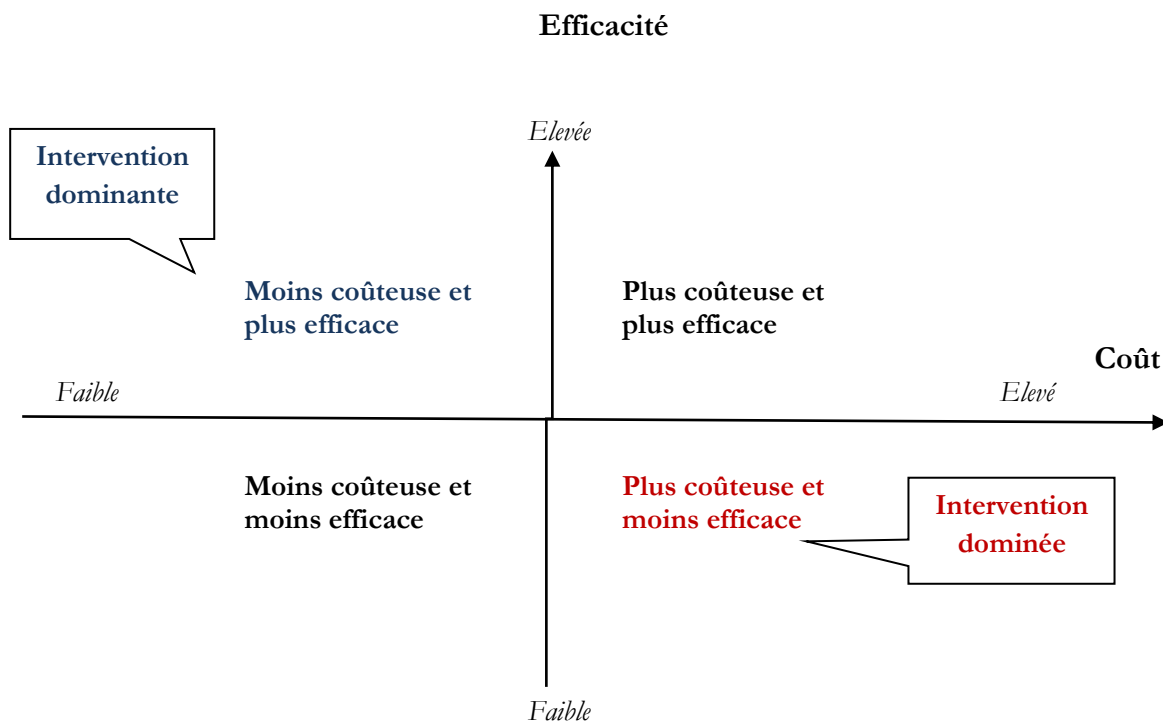 Efficacité
Elevée
Intervention
dominante
Moins coûteuse et
plus efficace
Plus coûteuse et
plus efficace
Coût
Faible
Elevé
Moins coûteuse et
moins efficace
Plus coûteuse et
moins efficace
Intervention
dominée
Faible